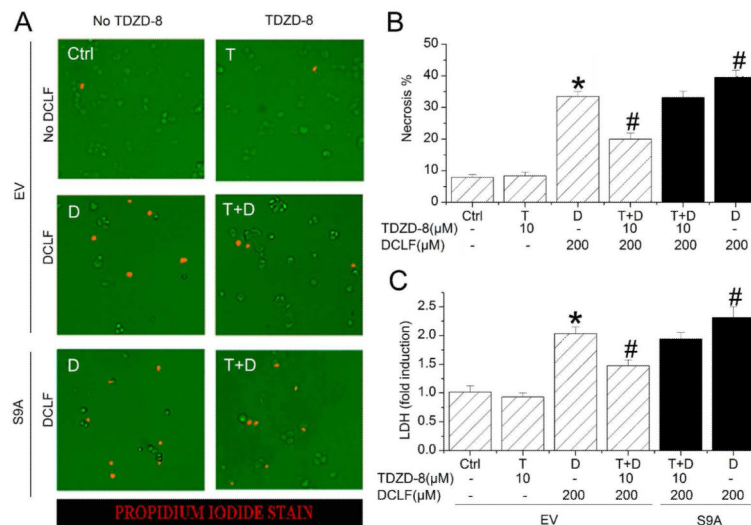 A
No TDZD-8
TDZD-8
Ctrl
T
No DCLF
EV
D
T+D
DCLF
D
T+D
S9A
DCLF
PROPIDIUM IODIDE STAIN
B
50
40
30
20
10
0
Necrosis %
*
#
#
Ctrl T D T+D T+D D
TDZD-8(µM) - 10 - 10 10 -
DCLF(µM) - - 200 200 200 200
C
2.5
2.0
1.5
1.0
0.5
0.0
LDH (fold induction)
*
#
#
Ctrl T D T+D T+D D
TDZD-8(µM) - 10 - 10 10 -
DCLF(µM) - - 200 200 200 200
EV S9A